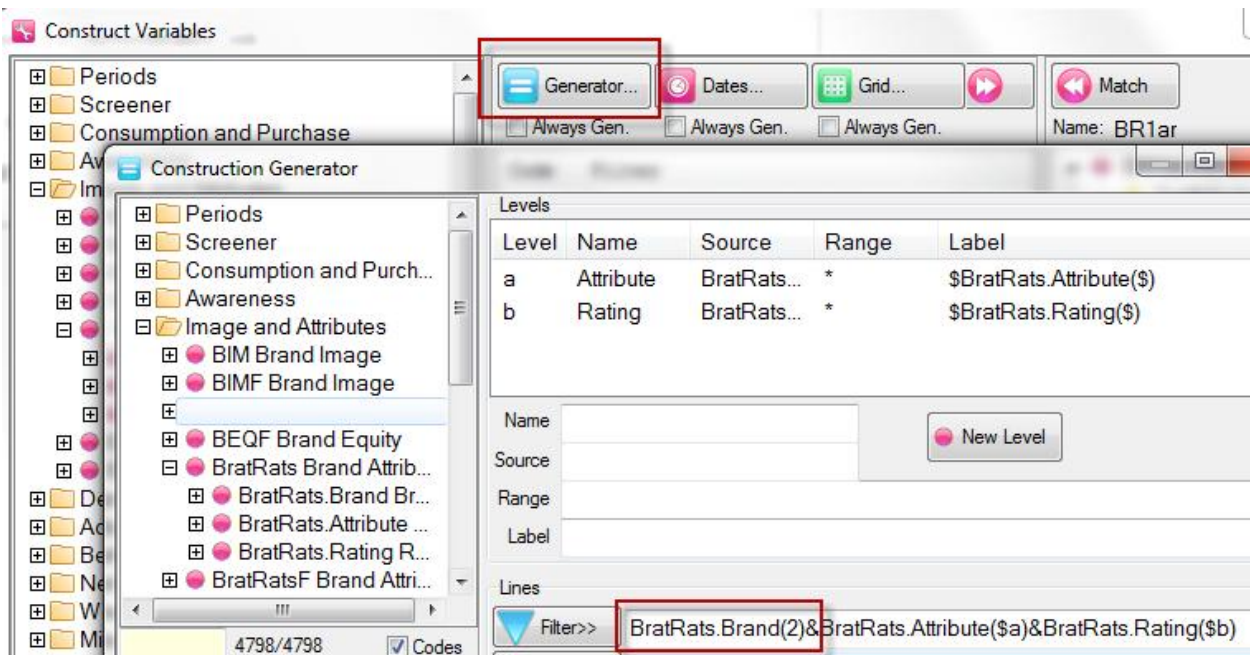 Construct Variables
Periods
Screener
Consumption and Purchase
Generator... Dates... Grid... Match
Always Gen. Always Gen. Always Gen. Name: BR1ar
Construction Generator
Periods
Screener
Consumption and Purch...
Awareness
Image and Attributes
BIM Brand Image
BIMF Brand Image
BEQF Brand Equity
BratRats Brand Attrib...
BratRats.Brand Br...
BratRats.Attribute ...
BratRats.Rating R...
BratRatsF Brand Attri...
4798/4798 Codes
Levels
Level Name Source Range Label
a Attribute BratRats... * $BratRats.Attribute($)
b Rating BratRats... * $BratRats.Rating($)
Name
New Level
Source
Range
Label
Lines
Filter>> BratRats.Brand(2)&BratRats.Attribute($a)&BratRats.Rating($b)